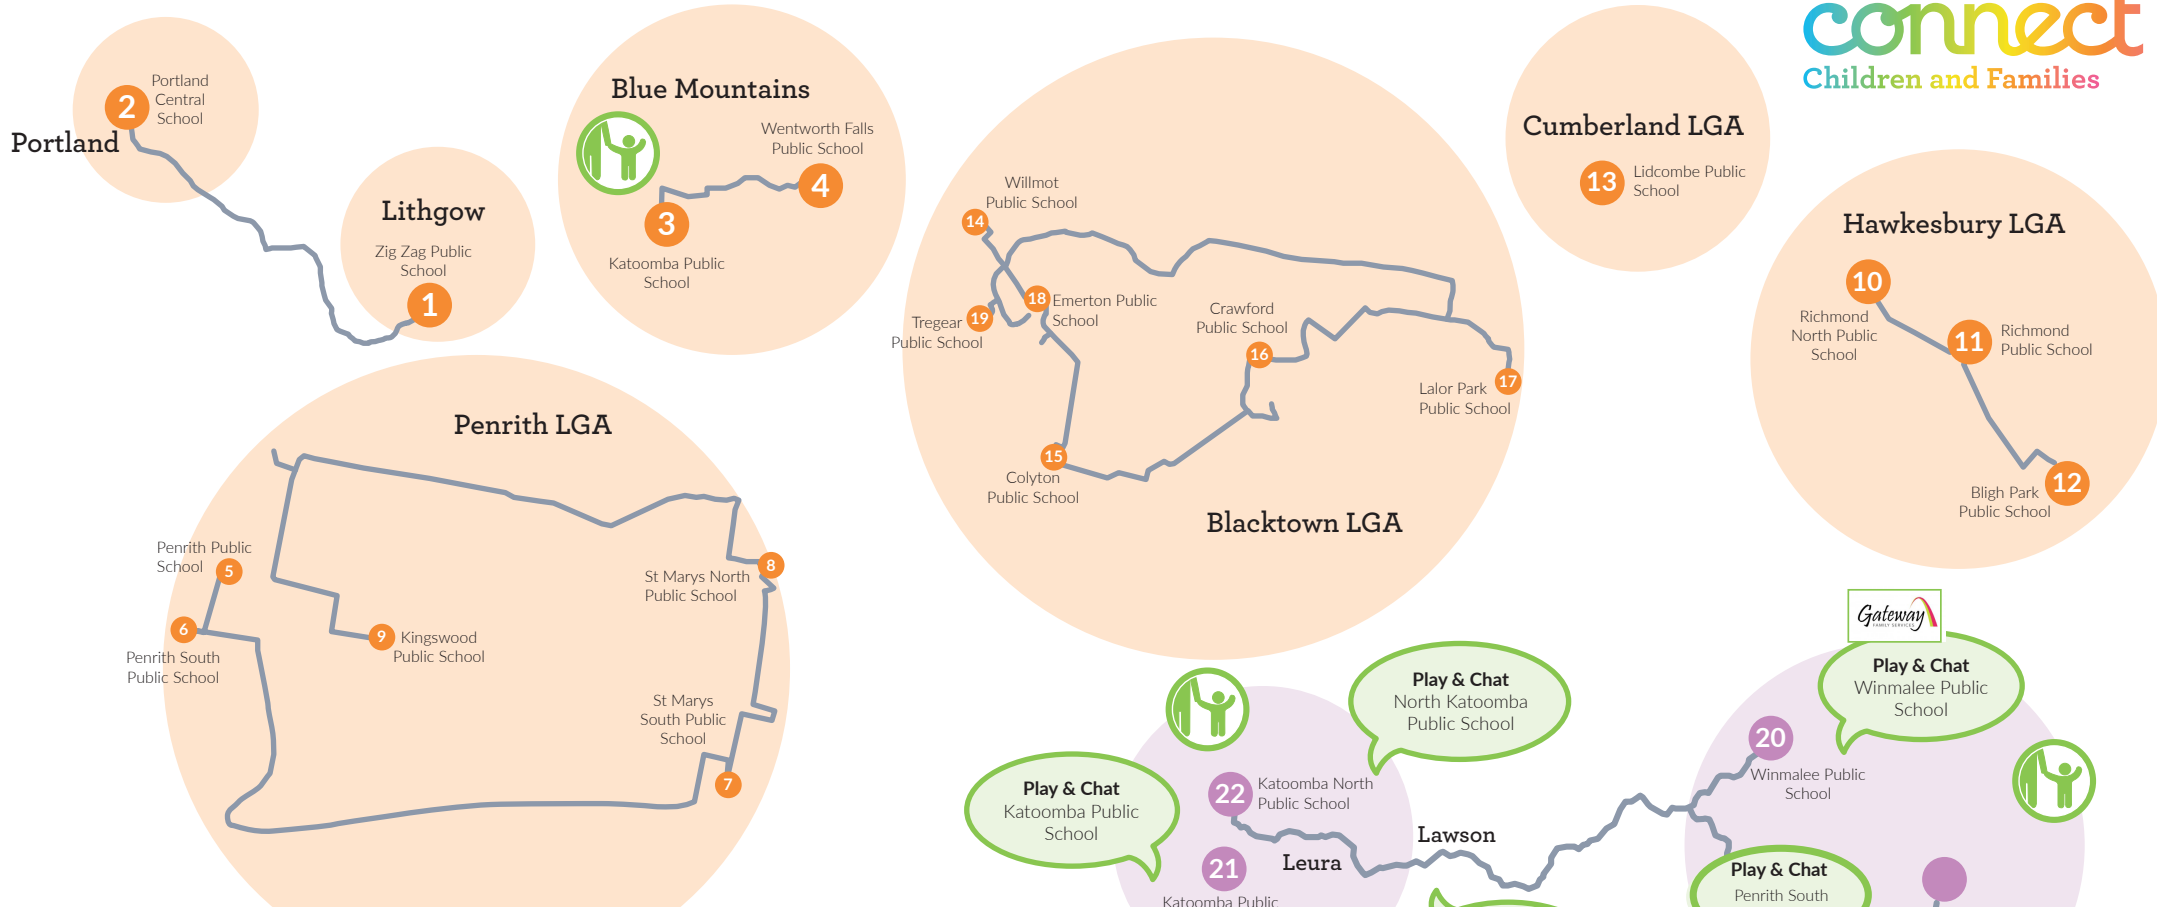 connect
Children and Families
Portland
2
Portland
Central
School
Lithgow
Zig Zag Public
School
1
Blue Mountains
Wentworth Falls
Public School
4
3
Katoomba Public
School
Blacktown LGA
Willmot
Public School
14
18
Emerton Public
School
19
Tregear
Public School
Crawford
Public School
16
Lalor Park
Public School
17
15
Colyton
Public School
Cumberland LGA
13
Lidcombe Public
School
Hawkesbury LGA
10
Richmond
North Public
School
11
Richmond
Public School
Bligh Park
Public School
12
Penrith LGA
Penrith Public
School
5
6
Penrith South
Public School
9
Kingswood
Public School
8
St Marys North
Public School
St Marys
South Public
School
7
Play & Chat
North Katoomba
Public School
Play & Chat
Katoomba Public
School
22
Katoomba North
Public School
21
Katoomba Public
Leura
Lawson
Gateway
FAMILY SERVICES
Play & Chat
Winmalee Public
School
20
Winmalee Public
School
Play & Chat
Penrith South